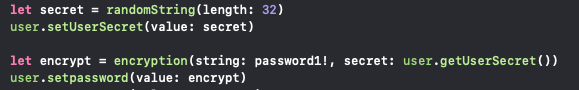 let secret = randomString(length: 32)
user.setUserSecret(value: secret)
let encrypt = encryption(string: password1!, secret: user.getUserSecret())
user.setpassword(value: encrypt)